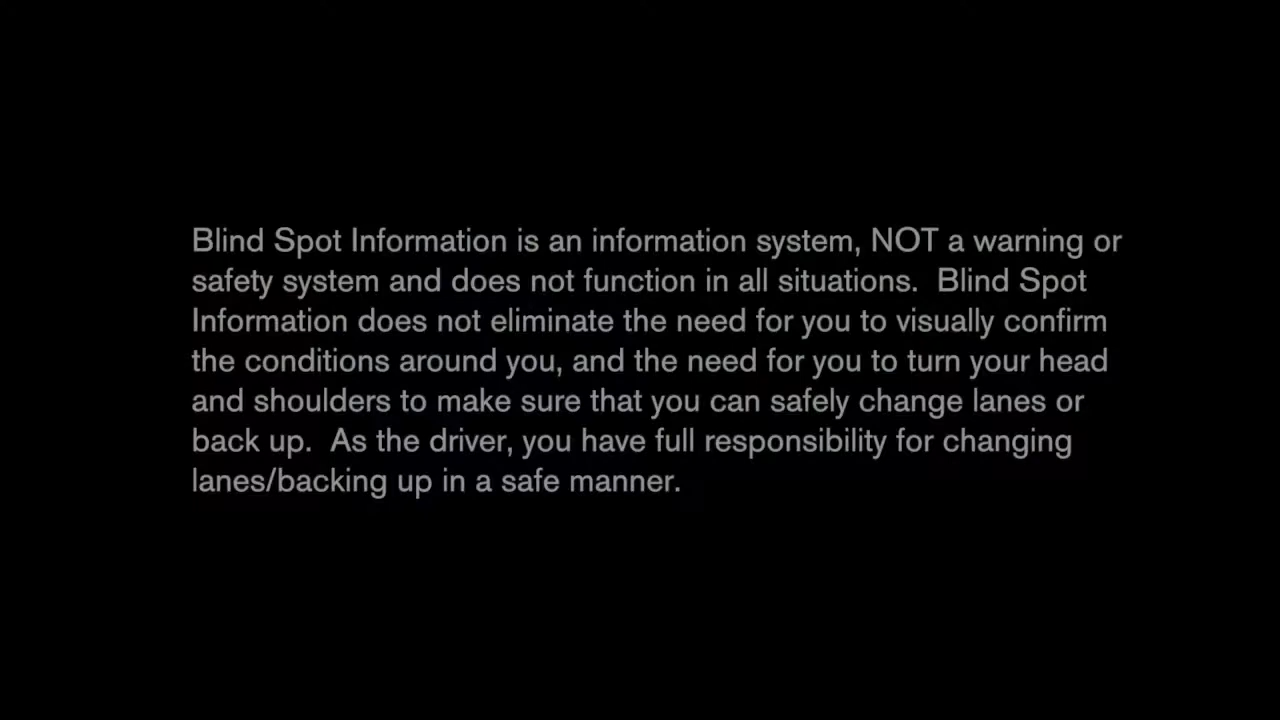 Blind Spot Information is an information system, NOT a warning or
safety system and does not function in all situations.  Blind Spot
Information does not eliminate the need for you to visually confirm
the conditions around you, and the need for you to turn your head
and shoulders to make sure that you can safely change lanes or
back up.  As the driver, you have full responsibility for changing
lanes/backing up in a safe manner.